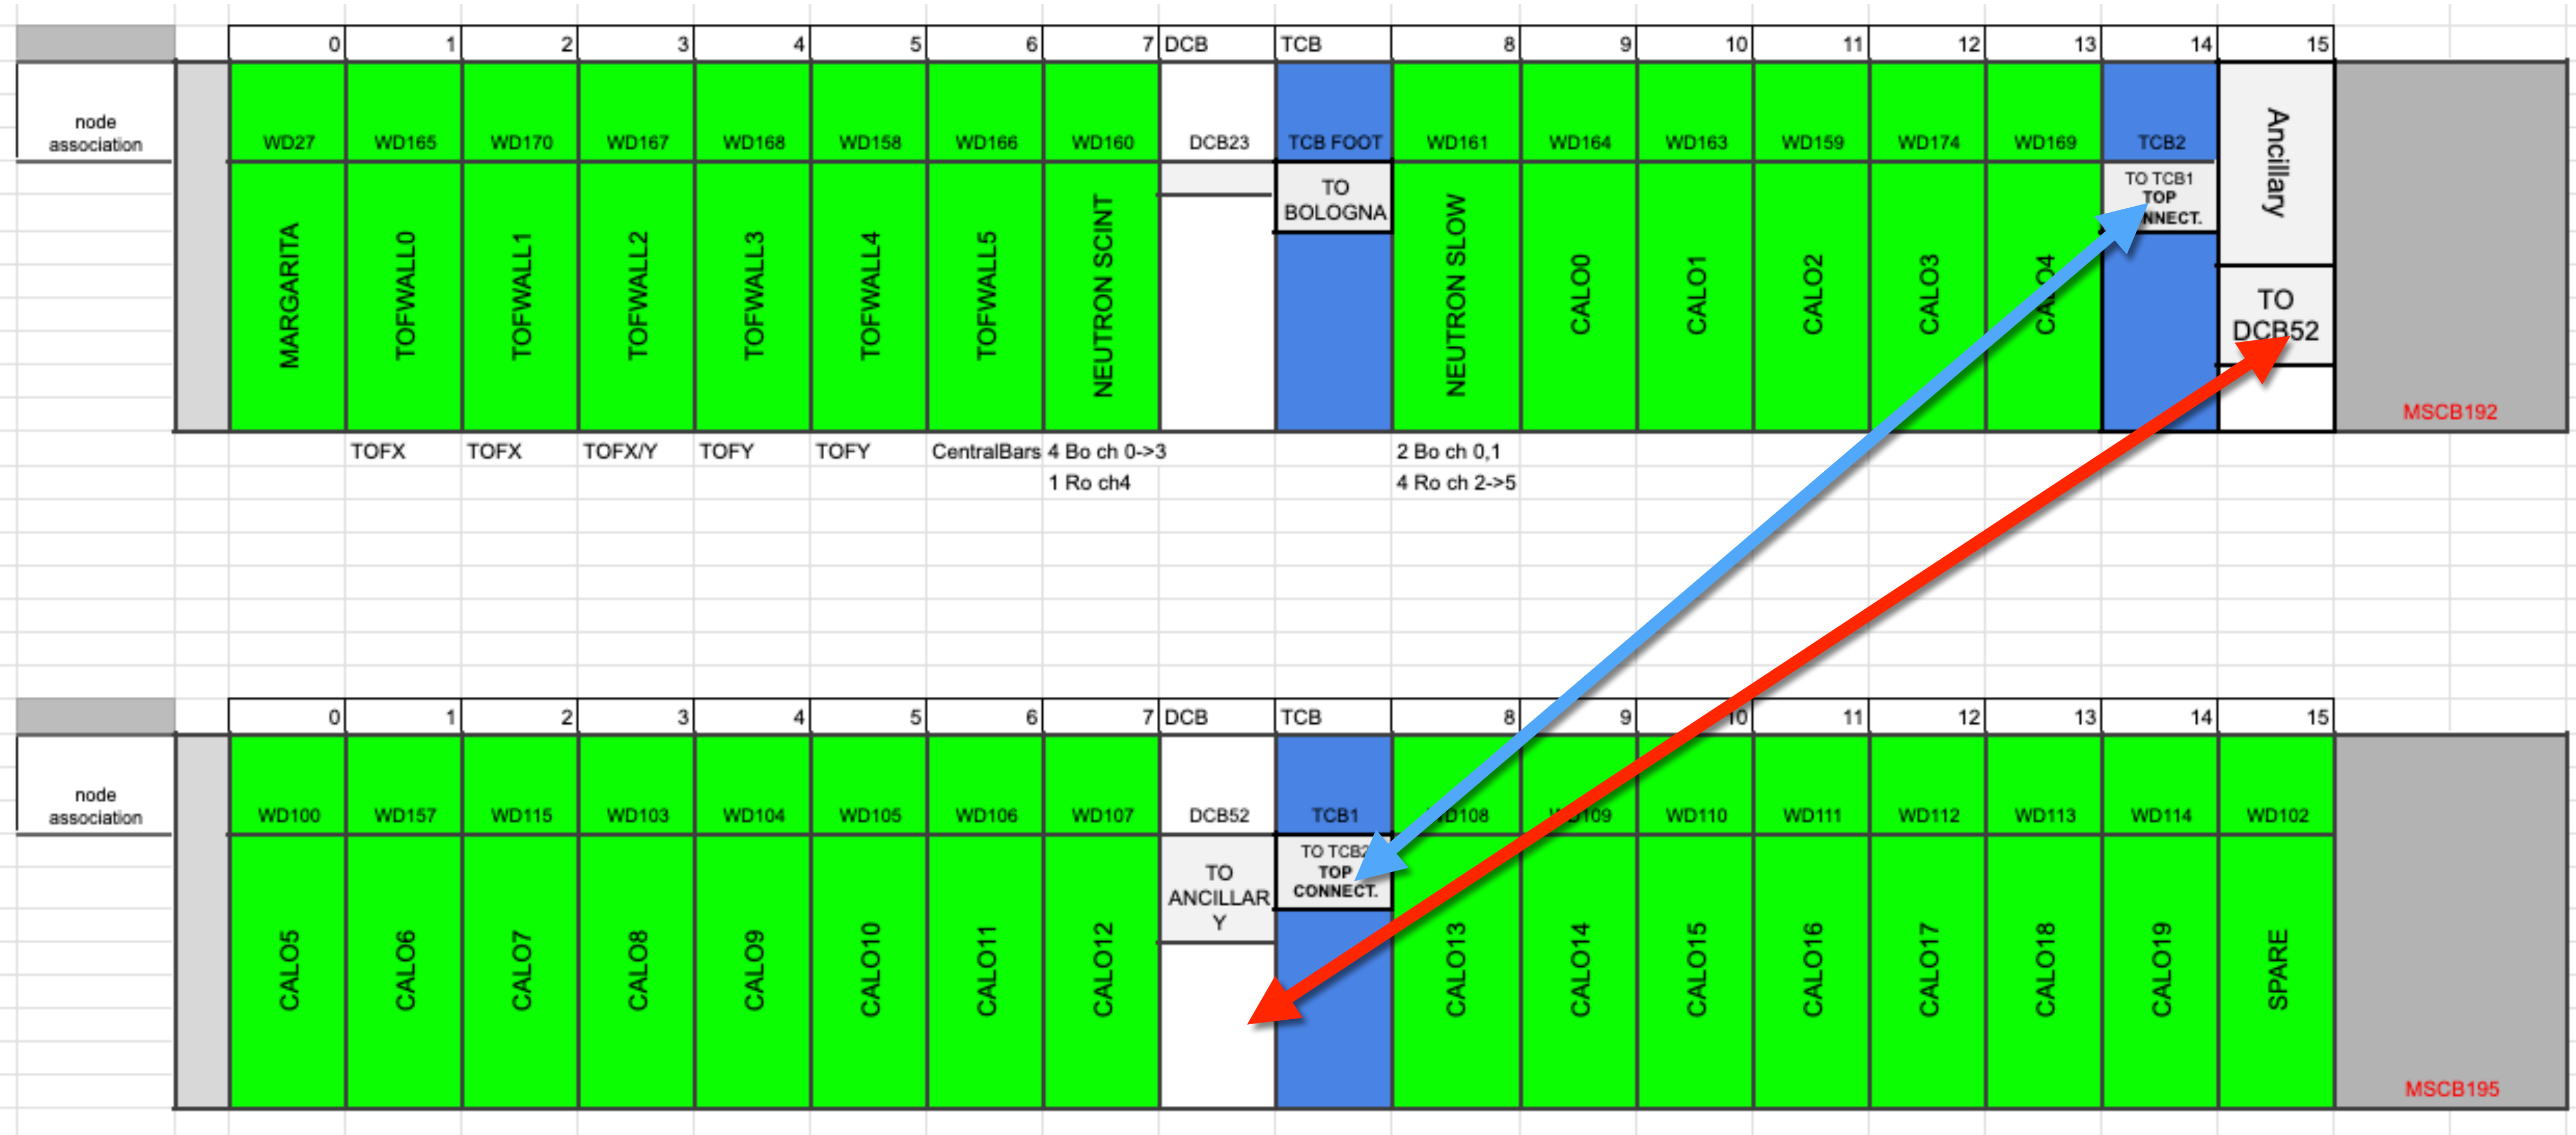 0 1 2 3 4 5 6 7 DCB TCB 8 9 10 11 12 13 14 15
node
association
WD27 WD165 WD170 WD167 WD168 WD158 WD166 WD160 DCB23 TCB FOOT WD161 WD164 WD163 WD159 WD174 WD169 TCB2
Ancillary
TO
BOLOGNA
TO TCB1
TOP
NNECT.
MARGARITA
TOFWALL0
TOFWALL1
TOFWALL2
TOFWALL3
TOFWALL4
TOFWALL5
NEUTRON SCINT
NEUTRON SLOW
CALO0
CALO1
CALO2
CALO3
CALO4
TO
DCB52
MSCB192
TOFX TOFX TOFX/Y TOFY TOFY CentralBars 4 Bo ch 0->3 2 Bo ch 0,1
1 Ro ch4 4 Ro ch 2->5
0 1 2 3 4 5 6 7 DCB TCB 8 9 10 11 12 13 14 15
node
association
WD100 WD157 WD115 WD103 WD104 WD105 WD106 WD107 DCB52 TCB1 WD108 WD109 WD110 WD111 WD112 WD113 WD114 WD102
TO
ANCILLAR
Y
TO TCB2
TOP
CONNECT.
CALO5
CALO6
CALO7
CALO8
CALO9
CALO10
CALO11
CALO12
CALO13
CALO14
CALO15
CALO16
CALO17
CALO18
CALO19
SPARE
MSCB195